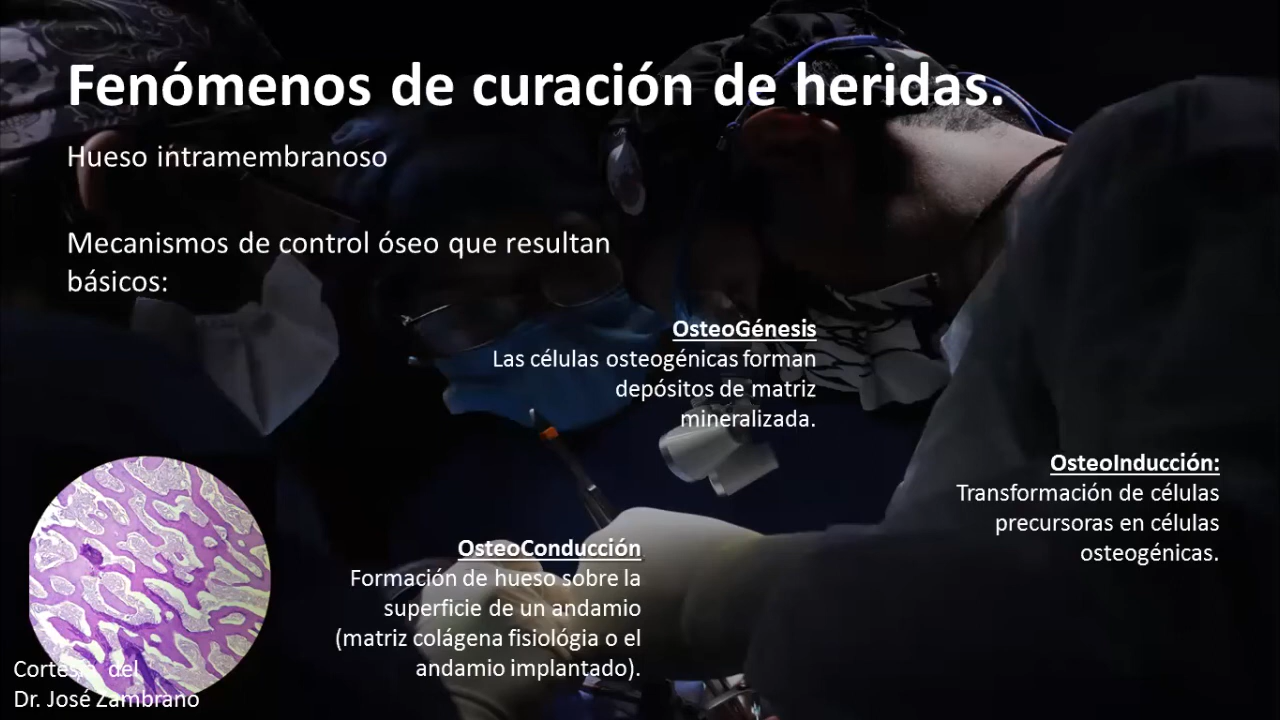 Fenómenos de curación de heridas.
Hueso intramembranoso
Mecanismos de control óseo que resultan
básicos:
OsteoGénesis
Las células osteogénicas forman
depósitos de matriz
mineralizada.
OsteoInducción:
Transformación de células
precursoras en células
osteogénicas.
OsteoConducción
Formación de hueso sobre la
superficie de un andamio
(matriz colágena fisiológia o el
andamio implantado).
Cortesía del
Dr. José Zambrano